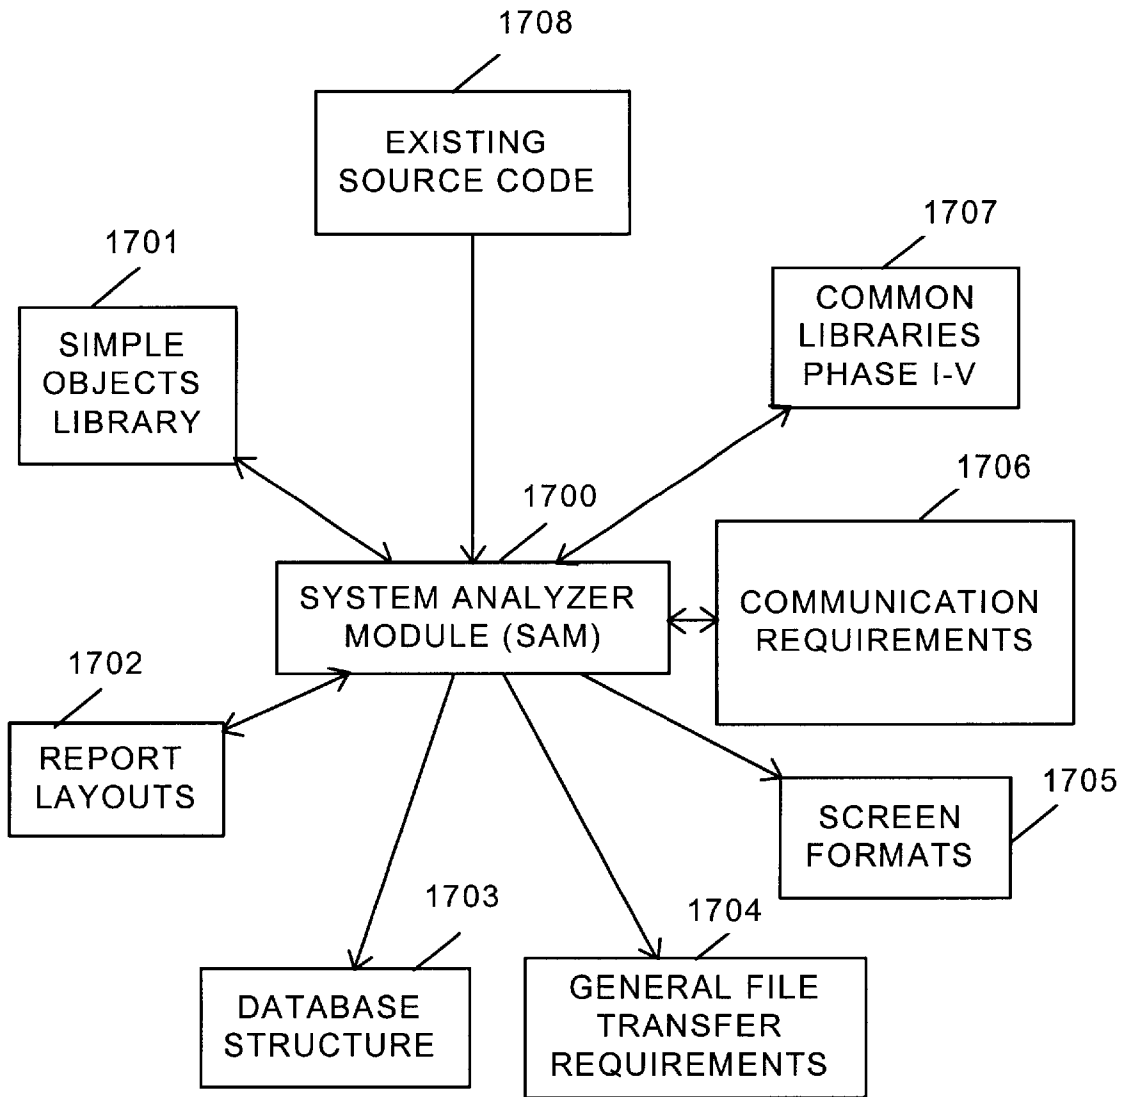 1708
EXISTING
SOURCE CODE
1701
SIMPLE
OBJECTS
LIBRARY
1707
COMMON
LIBRARIES
PHASE I-V
1700
SYSTEM ANALYZER
MODULE (SAM)
1706
COMMUNICATION
REQUIREMENTS
1702
REPORT
LAYOUTS
1705
SCREEN
FORMATS
1703
DATABASE
STRUCTURE
1704
GENERAL FILE
TRANSFER
REQUIREMENTS